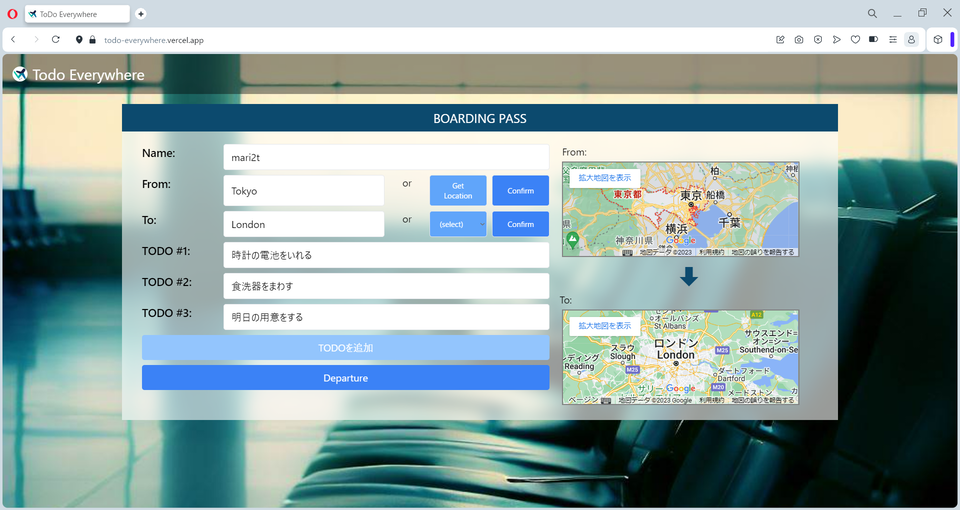 ToDo Everywhere
todo-everywhere.vercel.app
Todo Everywhere
BOARDING PASS
Name:
mari2t
From:
Tokyo
or
Get Location
Confirm
To:
London
or
(select)
Confirm
TODO #1:
時計の電池をいれる
TODO #2:
食洗器をまわす
TODO #3:
明日の用意をする
TODOを追加
Departure
From:
拡大地図を表示
柏
東京都
東京
船橋
千葉
横浜
神奈川県
Google
地図データ ©2023
利用規約
地図の誤りを報告する
To:
拡大地図を表示
オールバンズ
St Albans
A12
スラウ
Slough
ロンドン
London
M25
サウスエンド=
オン=シー
Southend-on-Se
ディング
Reading
M25
ダートフォード
Dartford
サリー
Google
M20
メードストン
ベージン
地図データ ©2023 Google
利用規約
地図の誤りを報告する